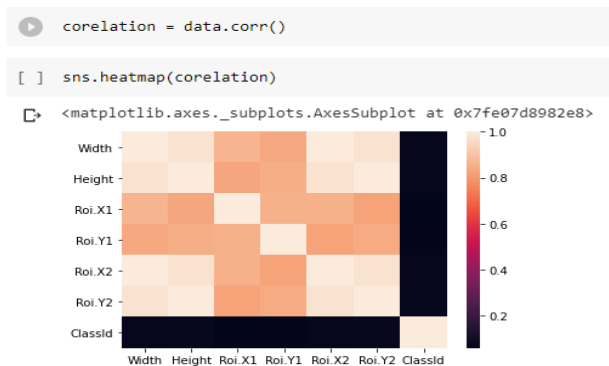 corelation = data.corr()
[ ] sns.heatmap(corelation)
<matplotlib.axes._subplots.AxesSubplot at 0x7fe07d8982e8>
Width
Height
Roi.X1
Roi.Y1
Roi.X2
Roi.Y2
ClassId
Width Height Roi.X1 Roi.Y1 Roi.X2 Roi.Y2 ClassId
1.0
0.8
0.6
0.4
0.2